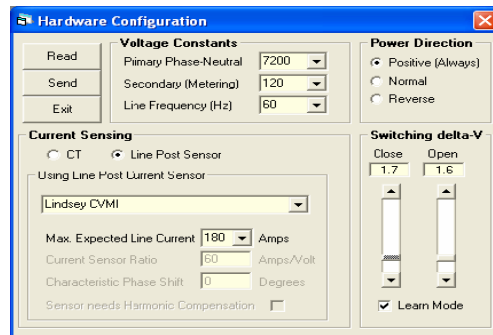 Hardware Configuration
Read
Send
Exit
Voltage Constants
Primary Phase-Neutral 7200
Secondary (Metering) 120
Line Frequency (Hz) 60
Power Direction
Positive (Always)
Normal
Reverse
Current Sensing
CT Line Post Sensor
Using Line Post Current Sensor
Lindsey CVMI
Max. Expected Line Current 180 Amps
Current Sensor Ratio 60 Amps/Volt
Characteristic Phase Shift 0 Degrees
Sensor needs Harmonic Compensation
Switching delta-V
Close Open
1.7 1.6
Learn Mode